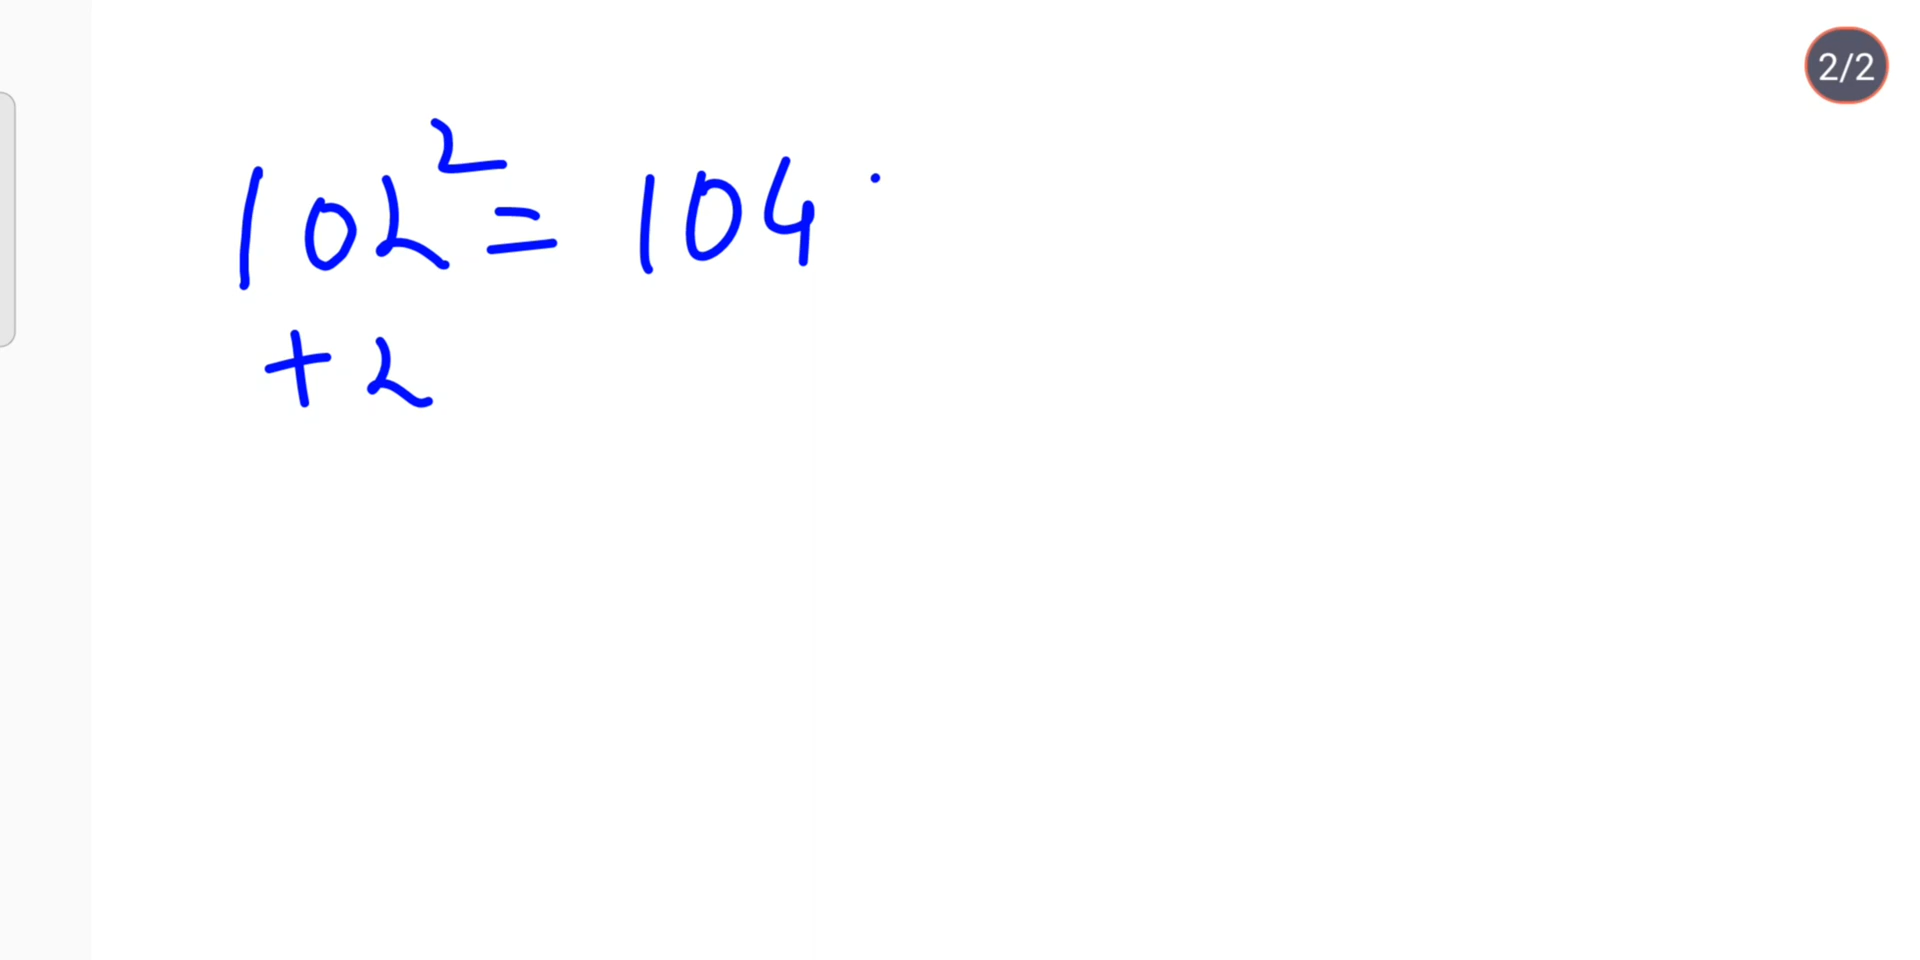 2/2
102² = 104
+2